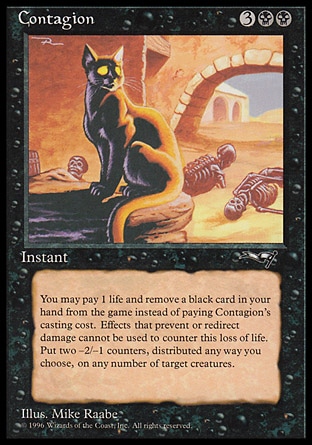 Contagion 3
Instant
You may pay 1 life and remove a black card in your
hand from the game instead of paying Contagion's
casting cost. Effects that prevent or redirect
damage cannot be used to counter this loss of life.
Put two –2/–1 counters, distributed any way you
choose, on any number of target creatures.
Illus. Mike Raabe
© 1996 Wizards of the Coast, Inc. All rights reserved.